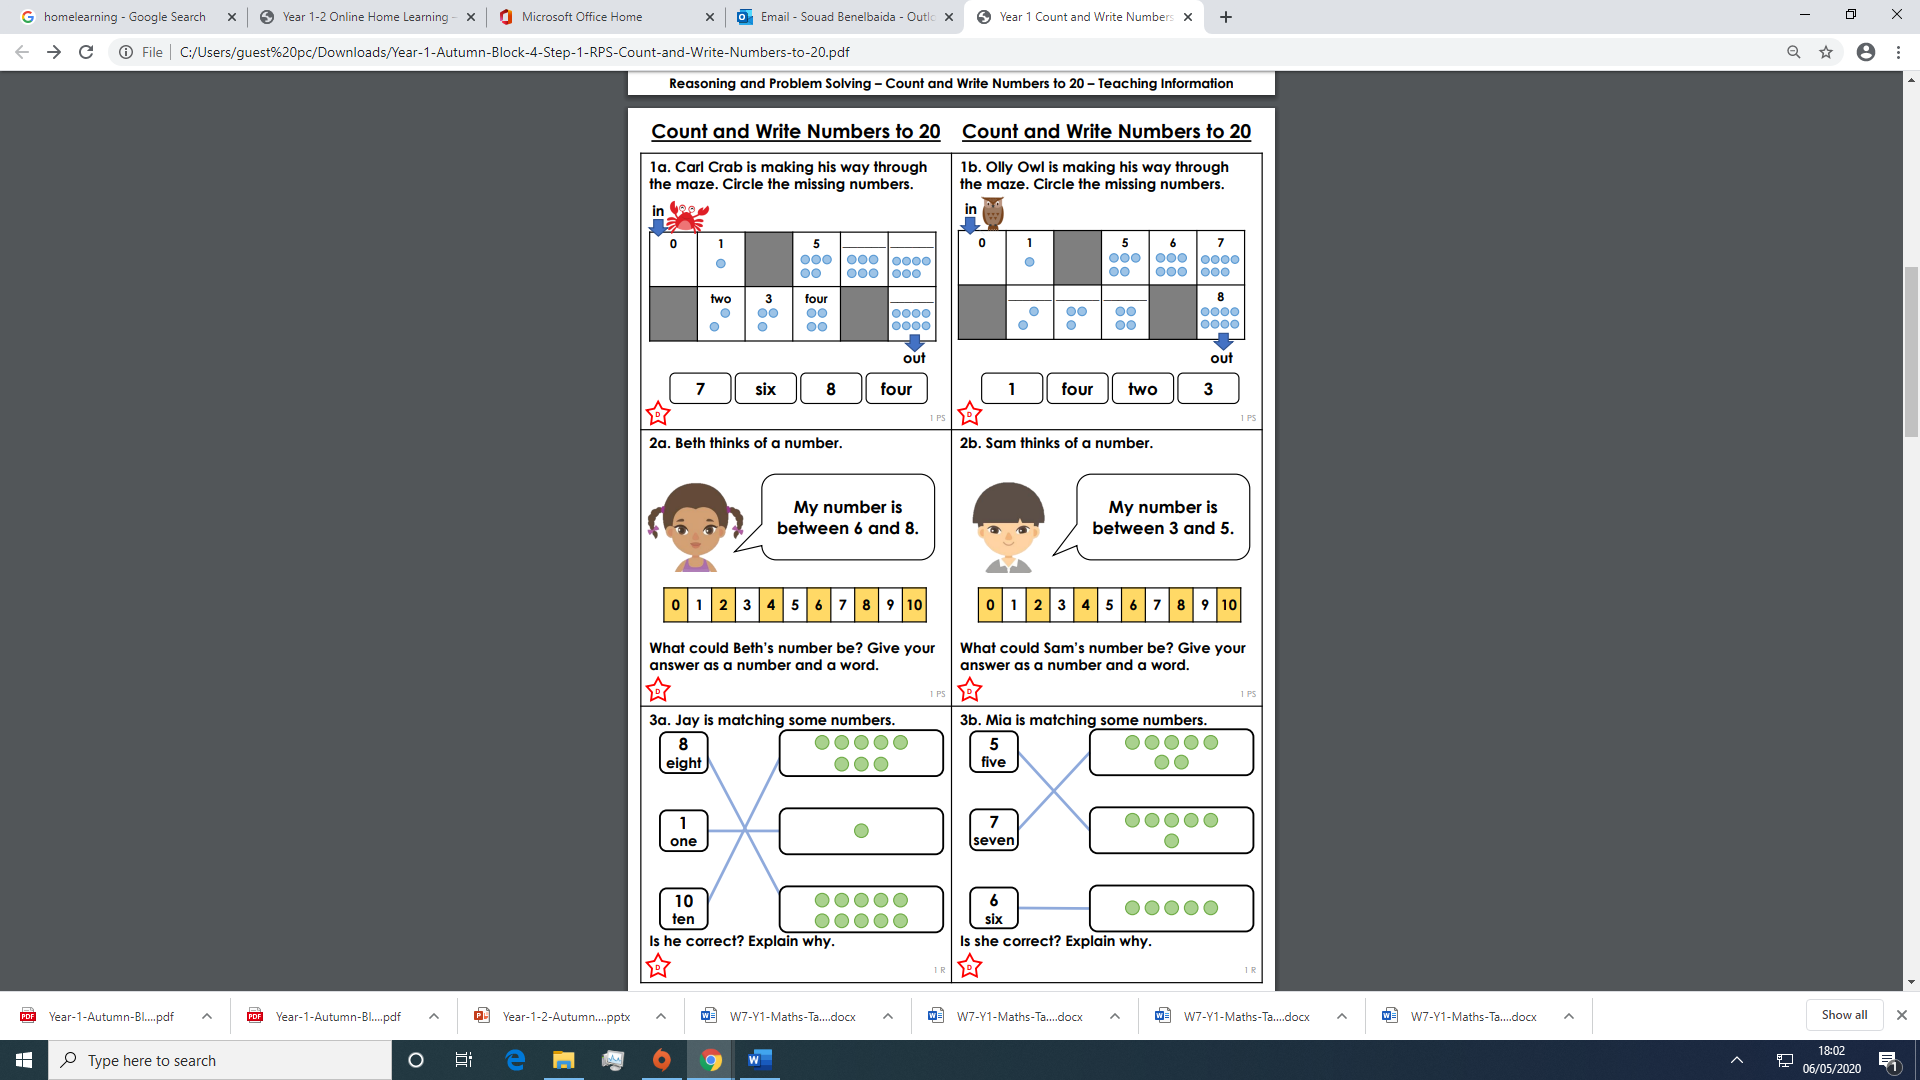 homelearning - Google Search
Year 1-2 Online Home Learning -
Microsoft Office Home
Email - Souad Benelbaida - Outlo
Year 1 Count and Write Numbers
File
C:/Users/guest%20pc/Downloads/Year-1-Autumn-Block-4-Step-1-RPS-Count-and-Write-Numbers-to-20.pdf
Reasoning and Problem Solving – Count and Write Numbers to 20 – Teaching Information
Count and Write Numbers to 20
Count and Write Numbers to 20
1a. Carl Crab is making his way through
the maze. Circle the missing numbers.
in
0 1 5
two 3 four
out
7 six 8 four
D
1 PS
1b. Olly Owl is making his way through
the maze. Circle the missing numbers.
in
0 1 5 6 7
8
out
1 four two 3
D
1 PS
2a. Beth thinks of a number.
My number is
between 6 and 8.
0 1 2 3 4 5 6 7 8 9 10
What could Beth's number be? Give your
answer as a number and a word.
D
1 PS
2b. Sam thinks of a number.
My number is
between 3 and 5.
0 1 2 3 4 5 6 7 8 9 10
What could Sam's number be? Give your
answer as a number and a word.
D
1 PS
3a. Jay is matching some numbers.
8
eight
1
one
10
ten
Is he correct? Explain why.
D
1 R
3b. Mia is matching some numbers.
5
five
7
seven
6
six
Is she correct? Explain why.
D
1 R
Year-1-Autumn-Bl....pdf
Year-1-Autumn-Bl....pdf
Year-1-2-Autumn....pptx
W7-Y1-Maths-Ta....docx
W7-Y1-Maths-Ta....docx
W7-Y1-Maths-Ta....docx
W7-Y1-Maths-Ta....docx
Show all
Type here to search
18:02
06/05/2020
1